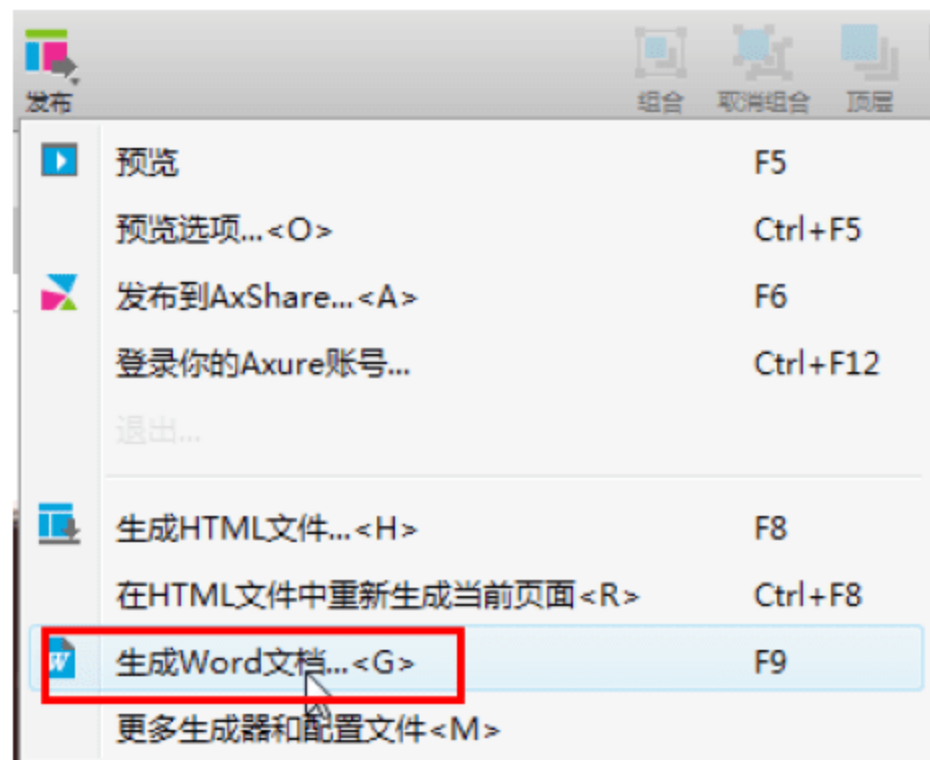 发布
组合 取消组合 顶层
预览 F5
预览选项...<O> Ctrl+F5
发布到AxShare...<A> F6
登录你的Axure账号... Ctrl+F12
退出...
生成HTML文件...<H> F8
在HTML文件中重新生成当前页面<R> Ctrl+F8
生成Word文档...<G> F9
更多生成器和配置文件<M>